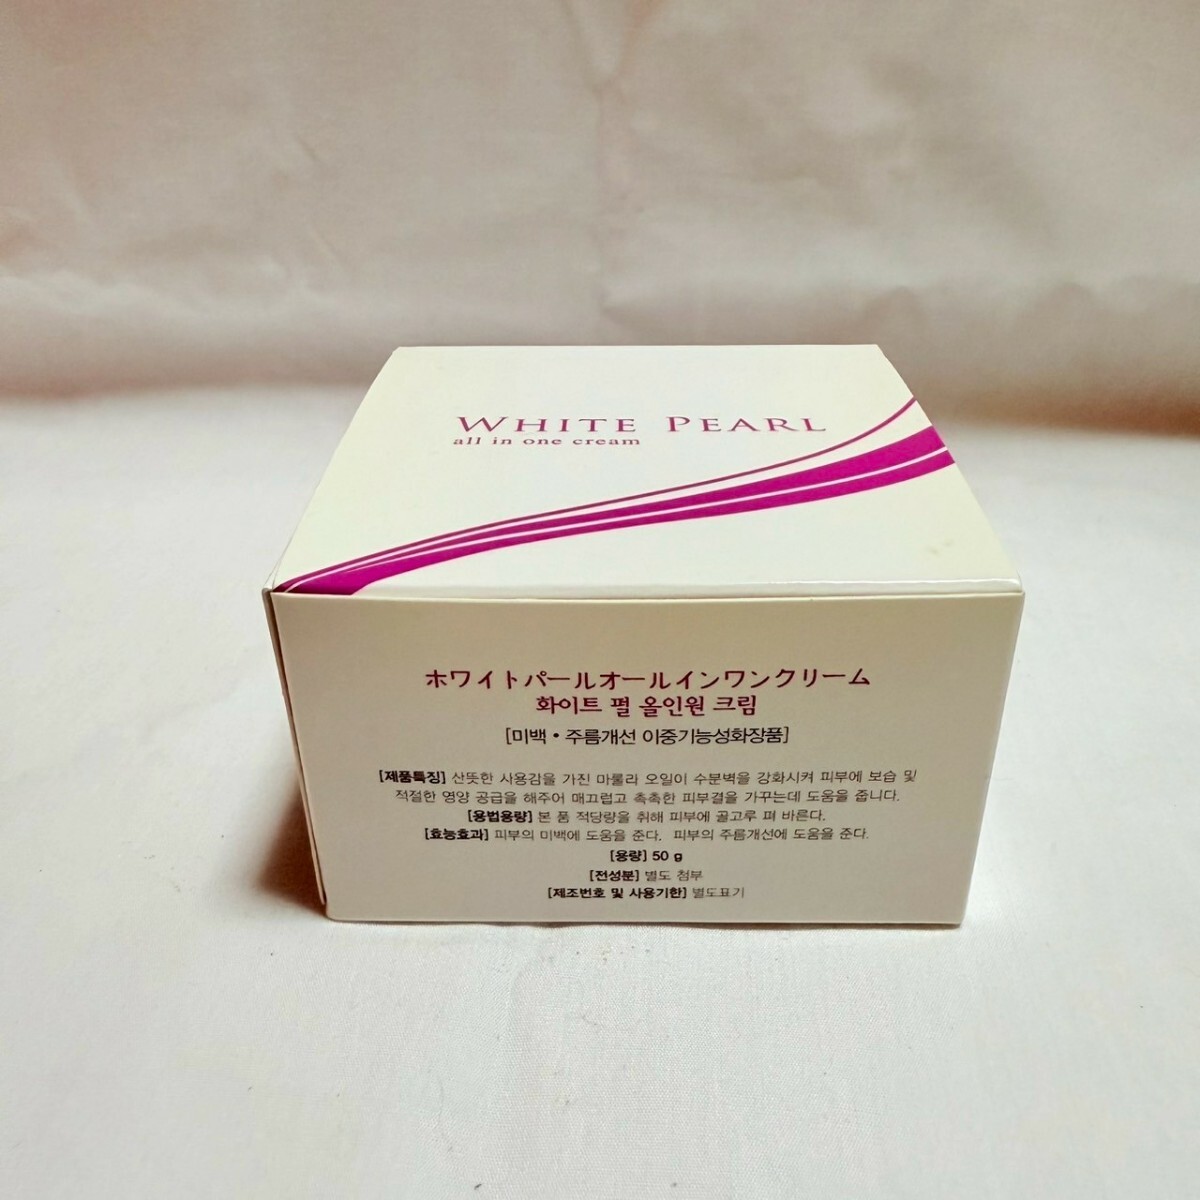 WHITE PEARL
all in one cream
ホワイトパールオールインワンクリーム
화이트 펄 올인원 크림
[미백 • 주름개선 이중기능성화장품]
[제품특징] 산뜻한 사용감을 가진 마룰라 오일이 수분벽을 강화시켜 피부에 보습 및
적절한 영양 공급을 해주어 매끄럽고 촉촉한 피부결을 가꾸는데 도움을 줍니다.
[용법용량] 본 품 적당량을 취해 피부에 골고루 펴 바른다.
[효능효과] 피부의 미백에 도움을 준다. 피부의 주름개선에 도움을 준다.
[용량] 50 g
[전성분] 별도 첨부
[제조번호 및 사용기한] 별도표기